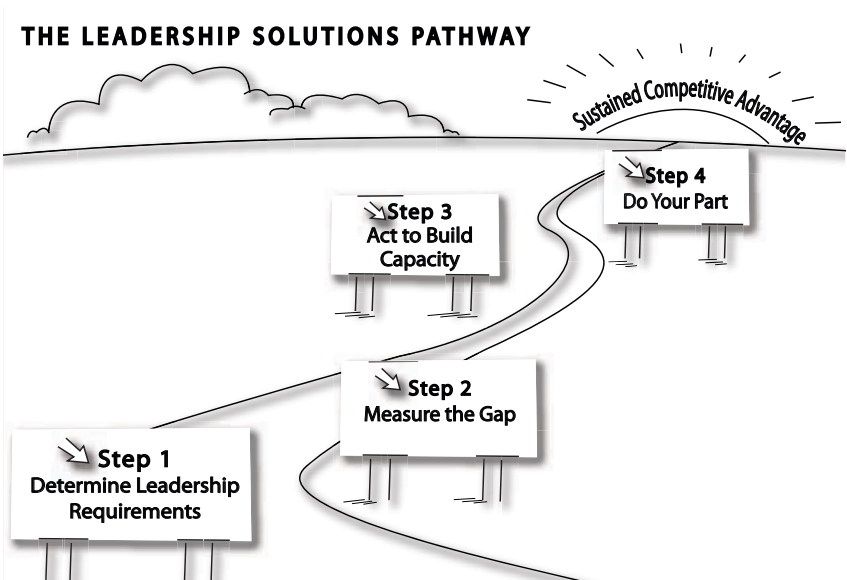 THE LEADERSHIP SOLUTIONS PATHWAY
Sustained Competitive Advantage
Step 4
Do Your Part
Step 3
Act to Build
Capacity
Step 2
Measure the Gap
Step 1
Determine Leadership
Requirements